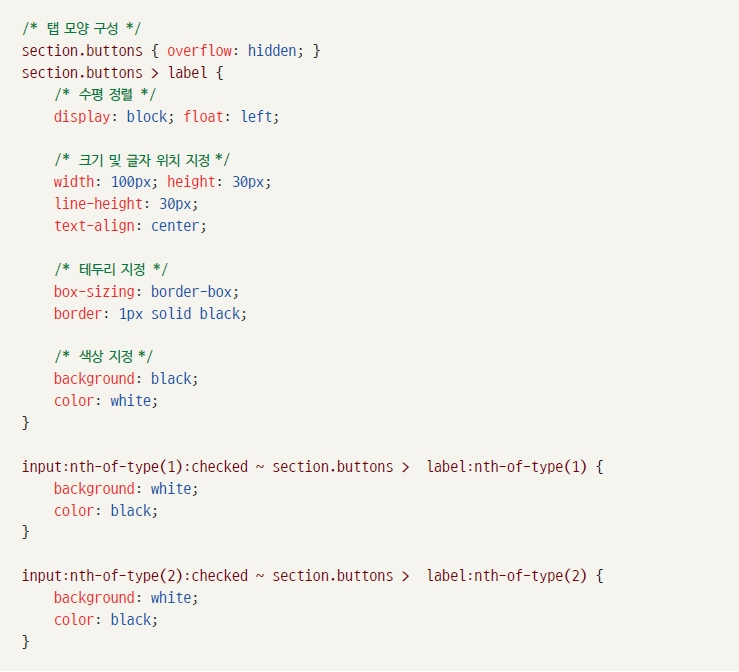 /* 탭 모양 구성 */
section.buttons { overflow: hidden; }
section.buttons > label {
    /* 수평 정렬 */
    display: block; float: left;

    /* 크기 및 글자 위치 지정 */
    width: 100px; height: 30px;
    line-height: 30px;
    text-align: center;

    /* 테두리 지정 */
    box-sizing: border-box;
    border: 1px solid black;

    /* 색상 지정 */
    background: black;
    color: white;
}

input:nth-of-type(1):checked ~ section.buttons >  label:nth-of-type(1) {
    background: white;
    color: black;
}

input:nth-of-type(2):checked ~ section.buttons >  label:nth-of-type(2) {
    background: white;
    color: black;
}